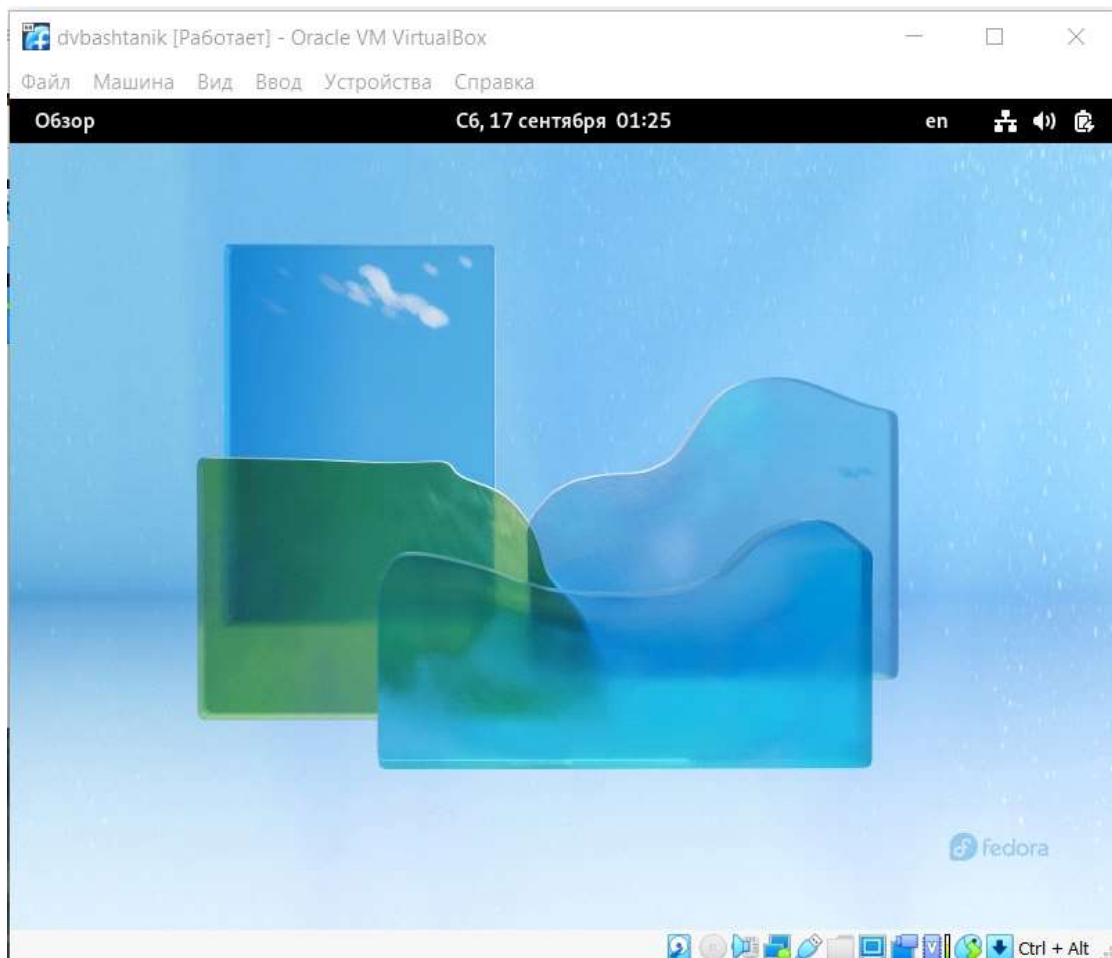 dvbashtanik [Работает] - Oracle VM VirtualBox
Файл Машина Вид Ввод Устройства Справка
Обзор Сб, 17 сентября 01:25 en
fedora
Ctrl + Alt